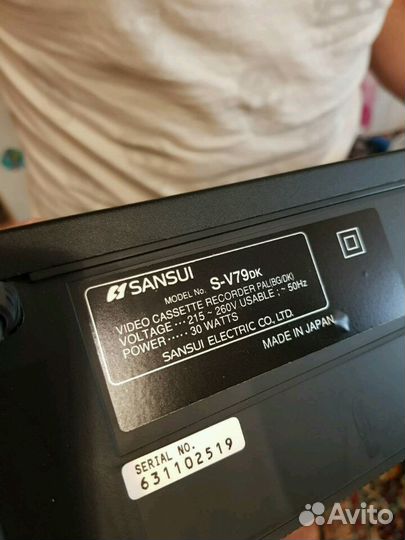 SANSUI
MODEL No. S-V79DK
VIDEO CASSETTE RECORDER PAL(BG/DK)
VOLTAGE ...... 215 ~ 260V USABLE ; ~ 50Hz
POWER ...... 30 WATTS
SANSUI ELECTRIC CO., LTD.
MADE IN JAPAN
SERIAL NO.
631102519
Avito